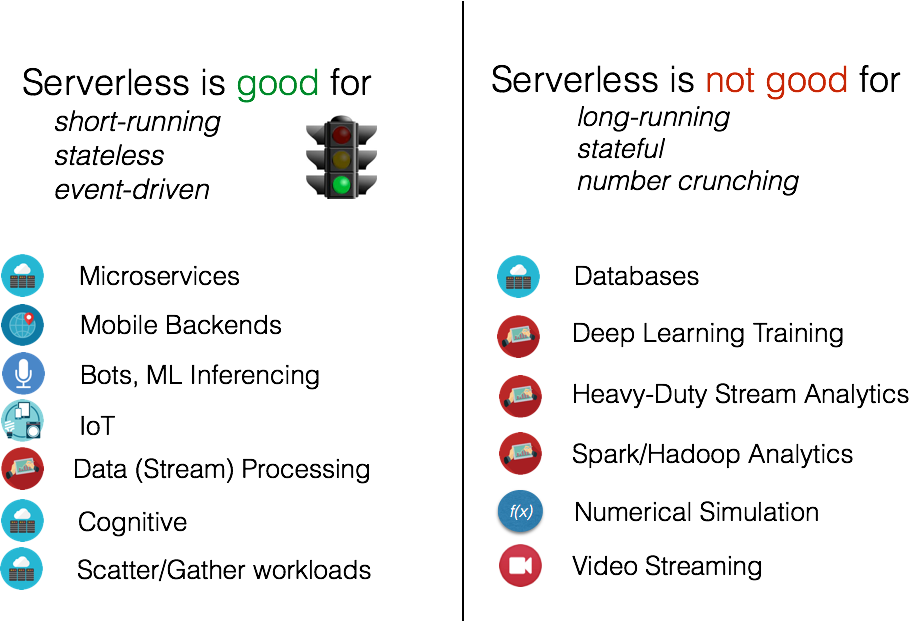 Serverless is good for
short-running
stateless
event-driven
Microservices
Mobile Backends
Bots, ML Inferencing
IoT
Data (Stream) Processing
Cognitive
Scatter/Gather workloads
Serverless is not good for
long-running
stateful
number crunching
Databases
Deep Learning Training
Heavy-Duty Stream Analytics
Spark/Hadoop Analytics
f(x)
Numerical Simulation
Video Streaming